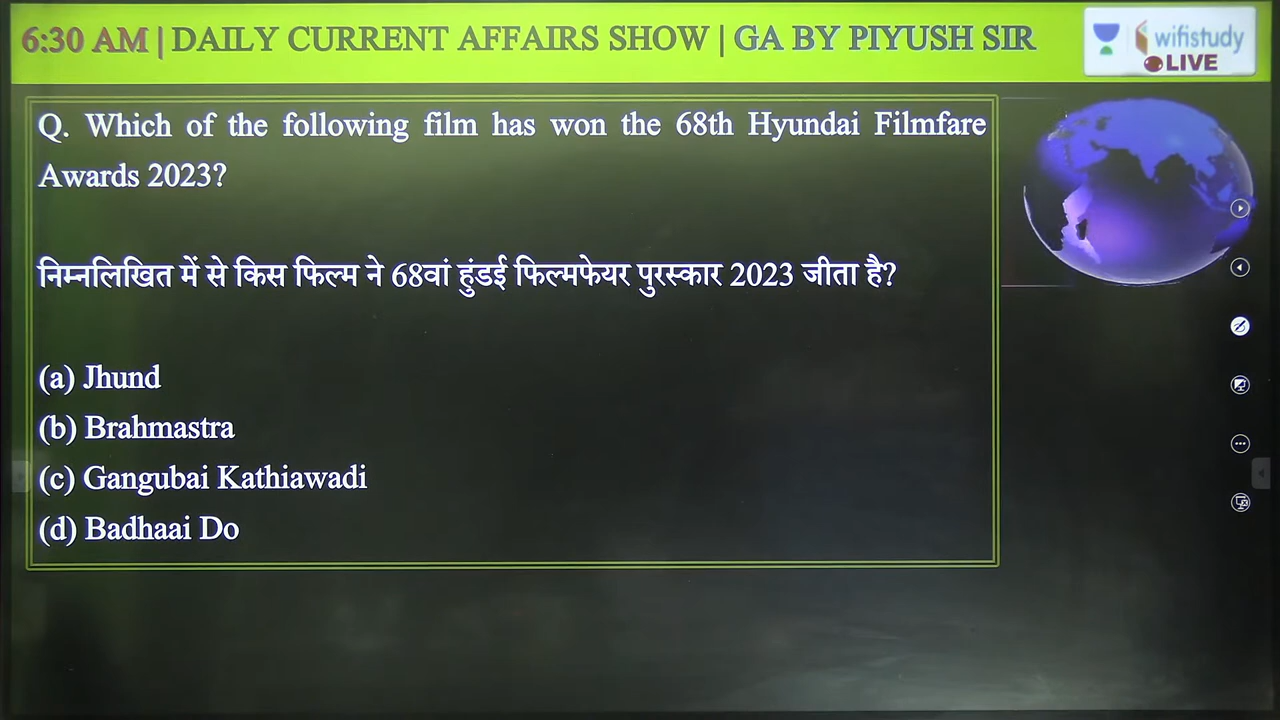 6:30 AM | DAILY CURRENT AFFAIRS SHOW | GA BY PIYUSH SIR
wifistudy
LIVE
Q. Which of the following film has won the 68th Hyundai Filmfare
Awards 2023?
निम्नलिखित में से किस फिल्म ने 68वां हुंडई फिल्मफेयर पुरस्कार 2023 जीता है?
(a) Jhund
(b) Brahmastra
(c) Gangubai Kathiawadi
(d) Badhaai Do